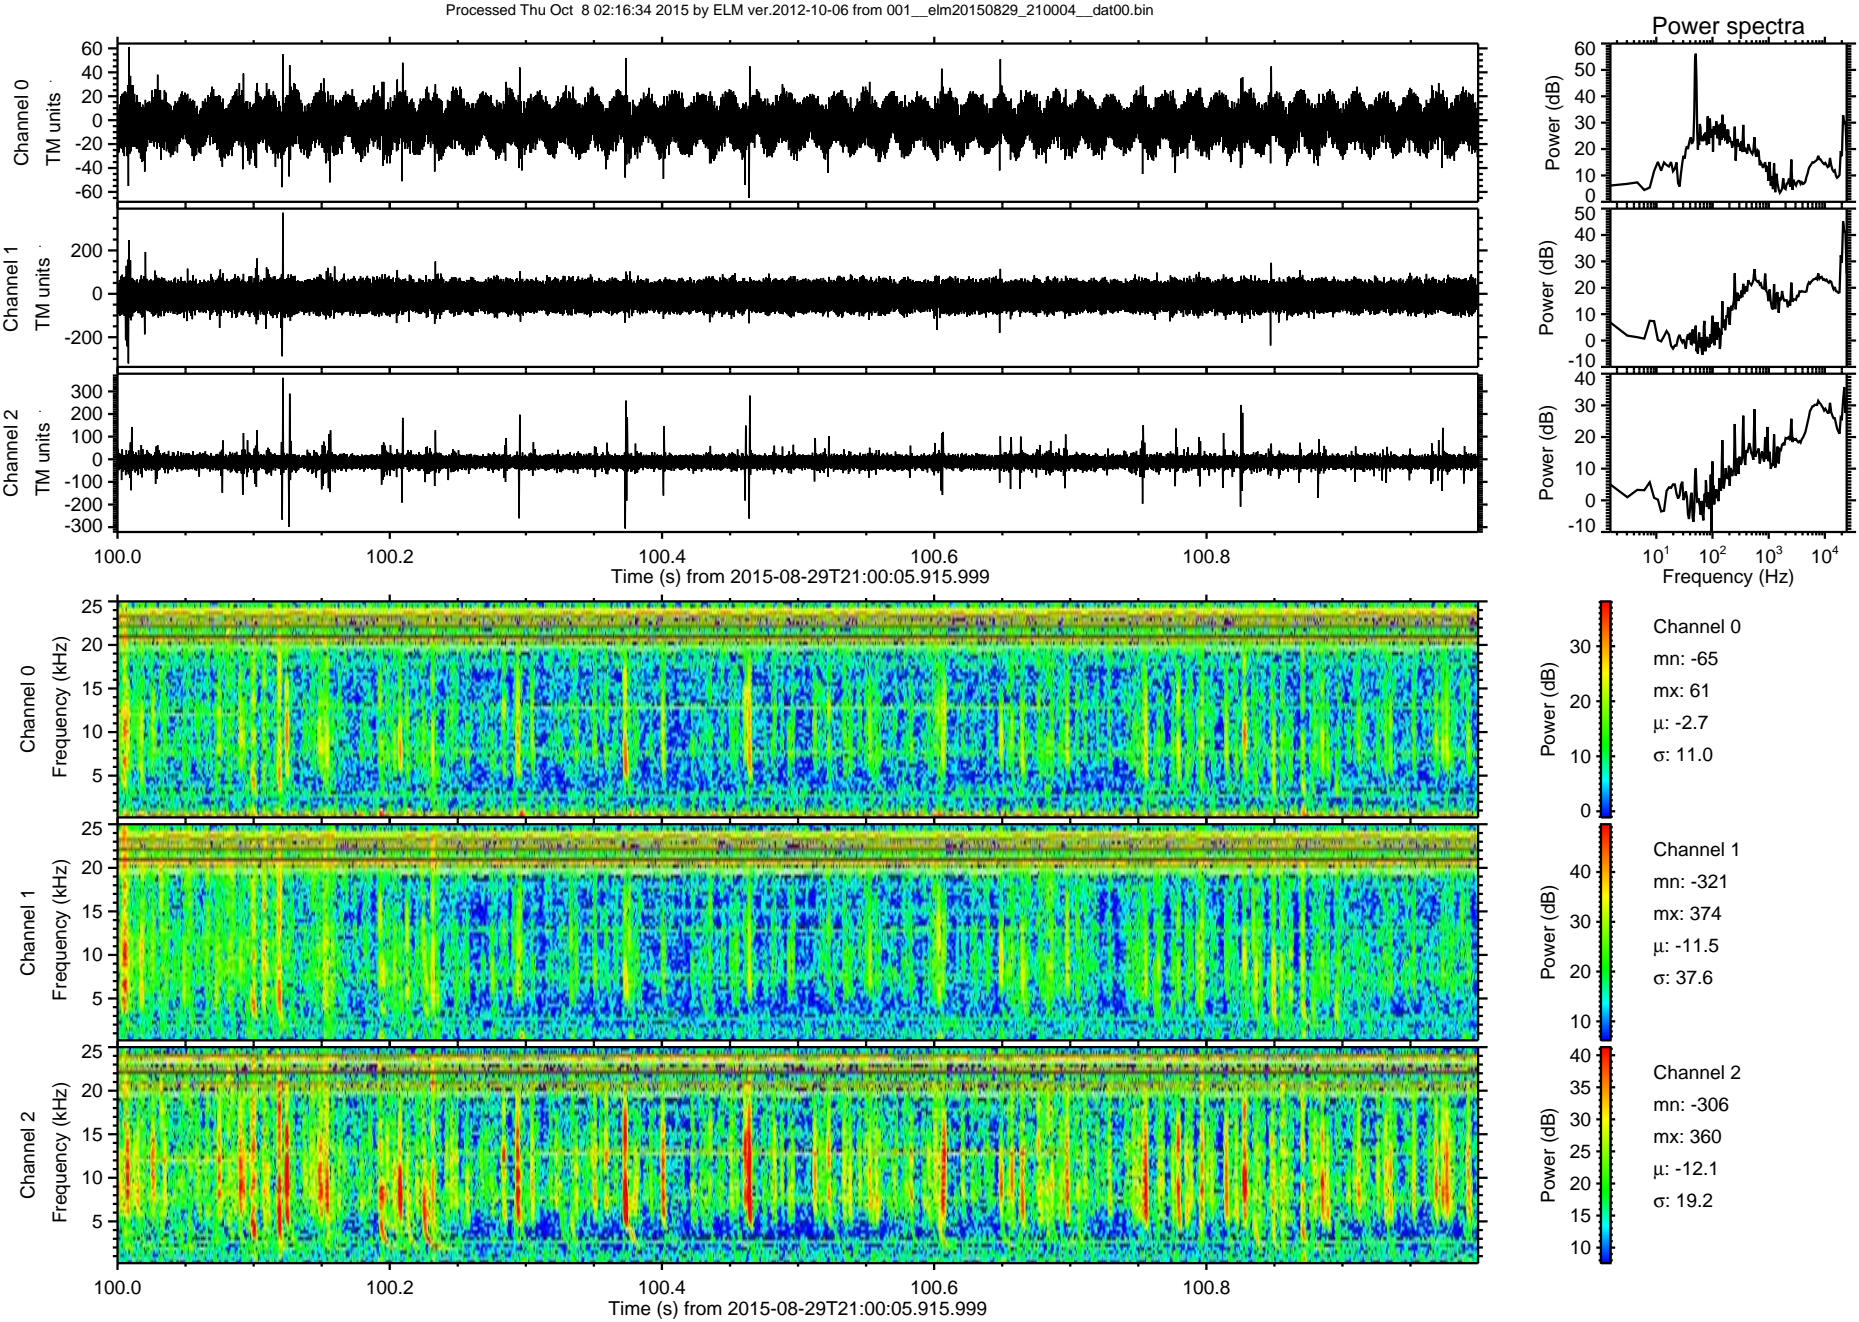 Processed Thu Oct  8 02:16:34 2015 by ELM ver.2012-10-06 from 001__elm20150829_210004__dat00.bin
Power spectra
Channel 0
TM units
60
40
20
0
-20
-40
-60
Power (dB)
60
50
40
30
20
10
0
Channel 1
TM units
200
0
-200
Power (dB)
50
40
30
20
10
0
-10
Channel 2
TM units
300
200
100
0
-100
-200
-300
Power (dB)
40
30
20
10
0
-10
100.0 100.2 100.4 100.6 100.8
Time (s) from 2015-08-29T21:00:05.915.999
10¹ 10² 10³ 10⁴
Frequency (Hz)
Channel 0
Frequency (kHz)
25
20
15
10
5
Power (dB)
30
20
10
0
Channel 0
mn: -65
mx: 61
μ: -2.7
σ: 11.0
Channel 1
Frequency (kHz)
25
20
15
10
5
Power (dB)
40
30
20
10
Channel 1
mn: -321
mx: 374
μ: -11.5
σ: 37.6
Channel 2
Frequency (kHz)
25
20
15
10
5
Power (dB)
40
35
30
25
20
15
10
Channel 2
mn: -306
mx: 360
μ: -12.1
σ: 19.2
100.0 100.2 100.4 100.6 100.8
Time (s) from 2015-08-29T21:00:05.915.999